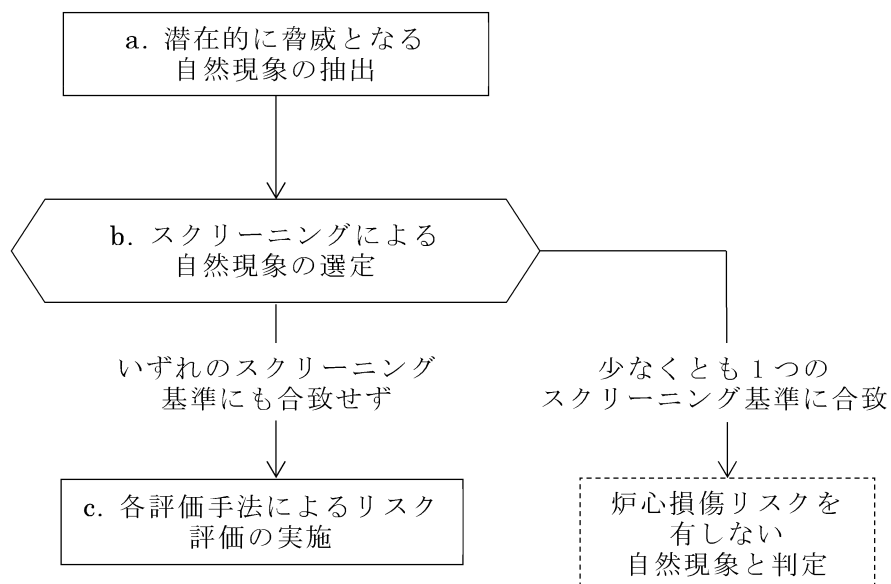 a. 潜在的に脅威となる
自然現象の抽出
b. スクリーニングによる
自然現象の選定
いずれのスクリーニング
基準にも合致せず
少なくとも１つの
スクリーニング基準に合致
c. 各評価手法によるリスク
評価の実施
炉心損傷リスクを
有しない
自然現象と判定